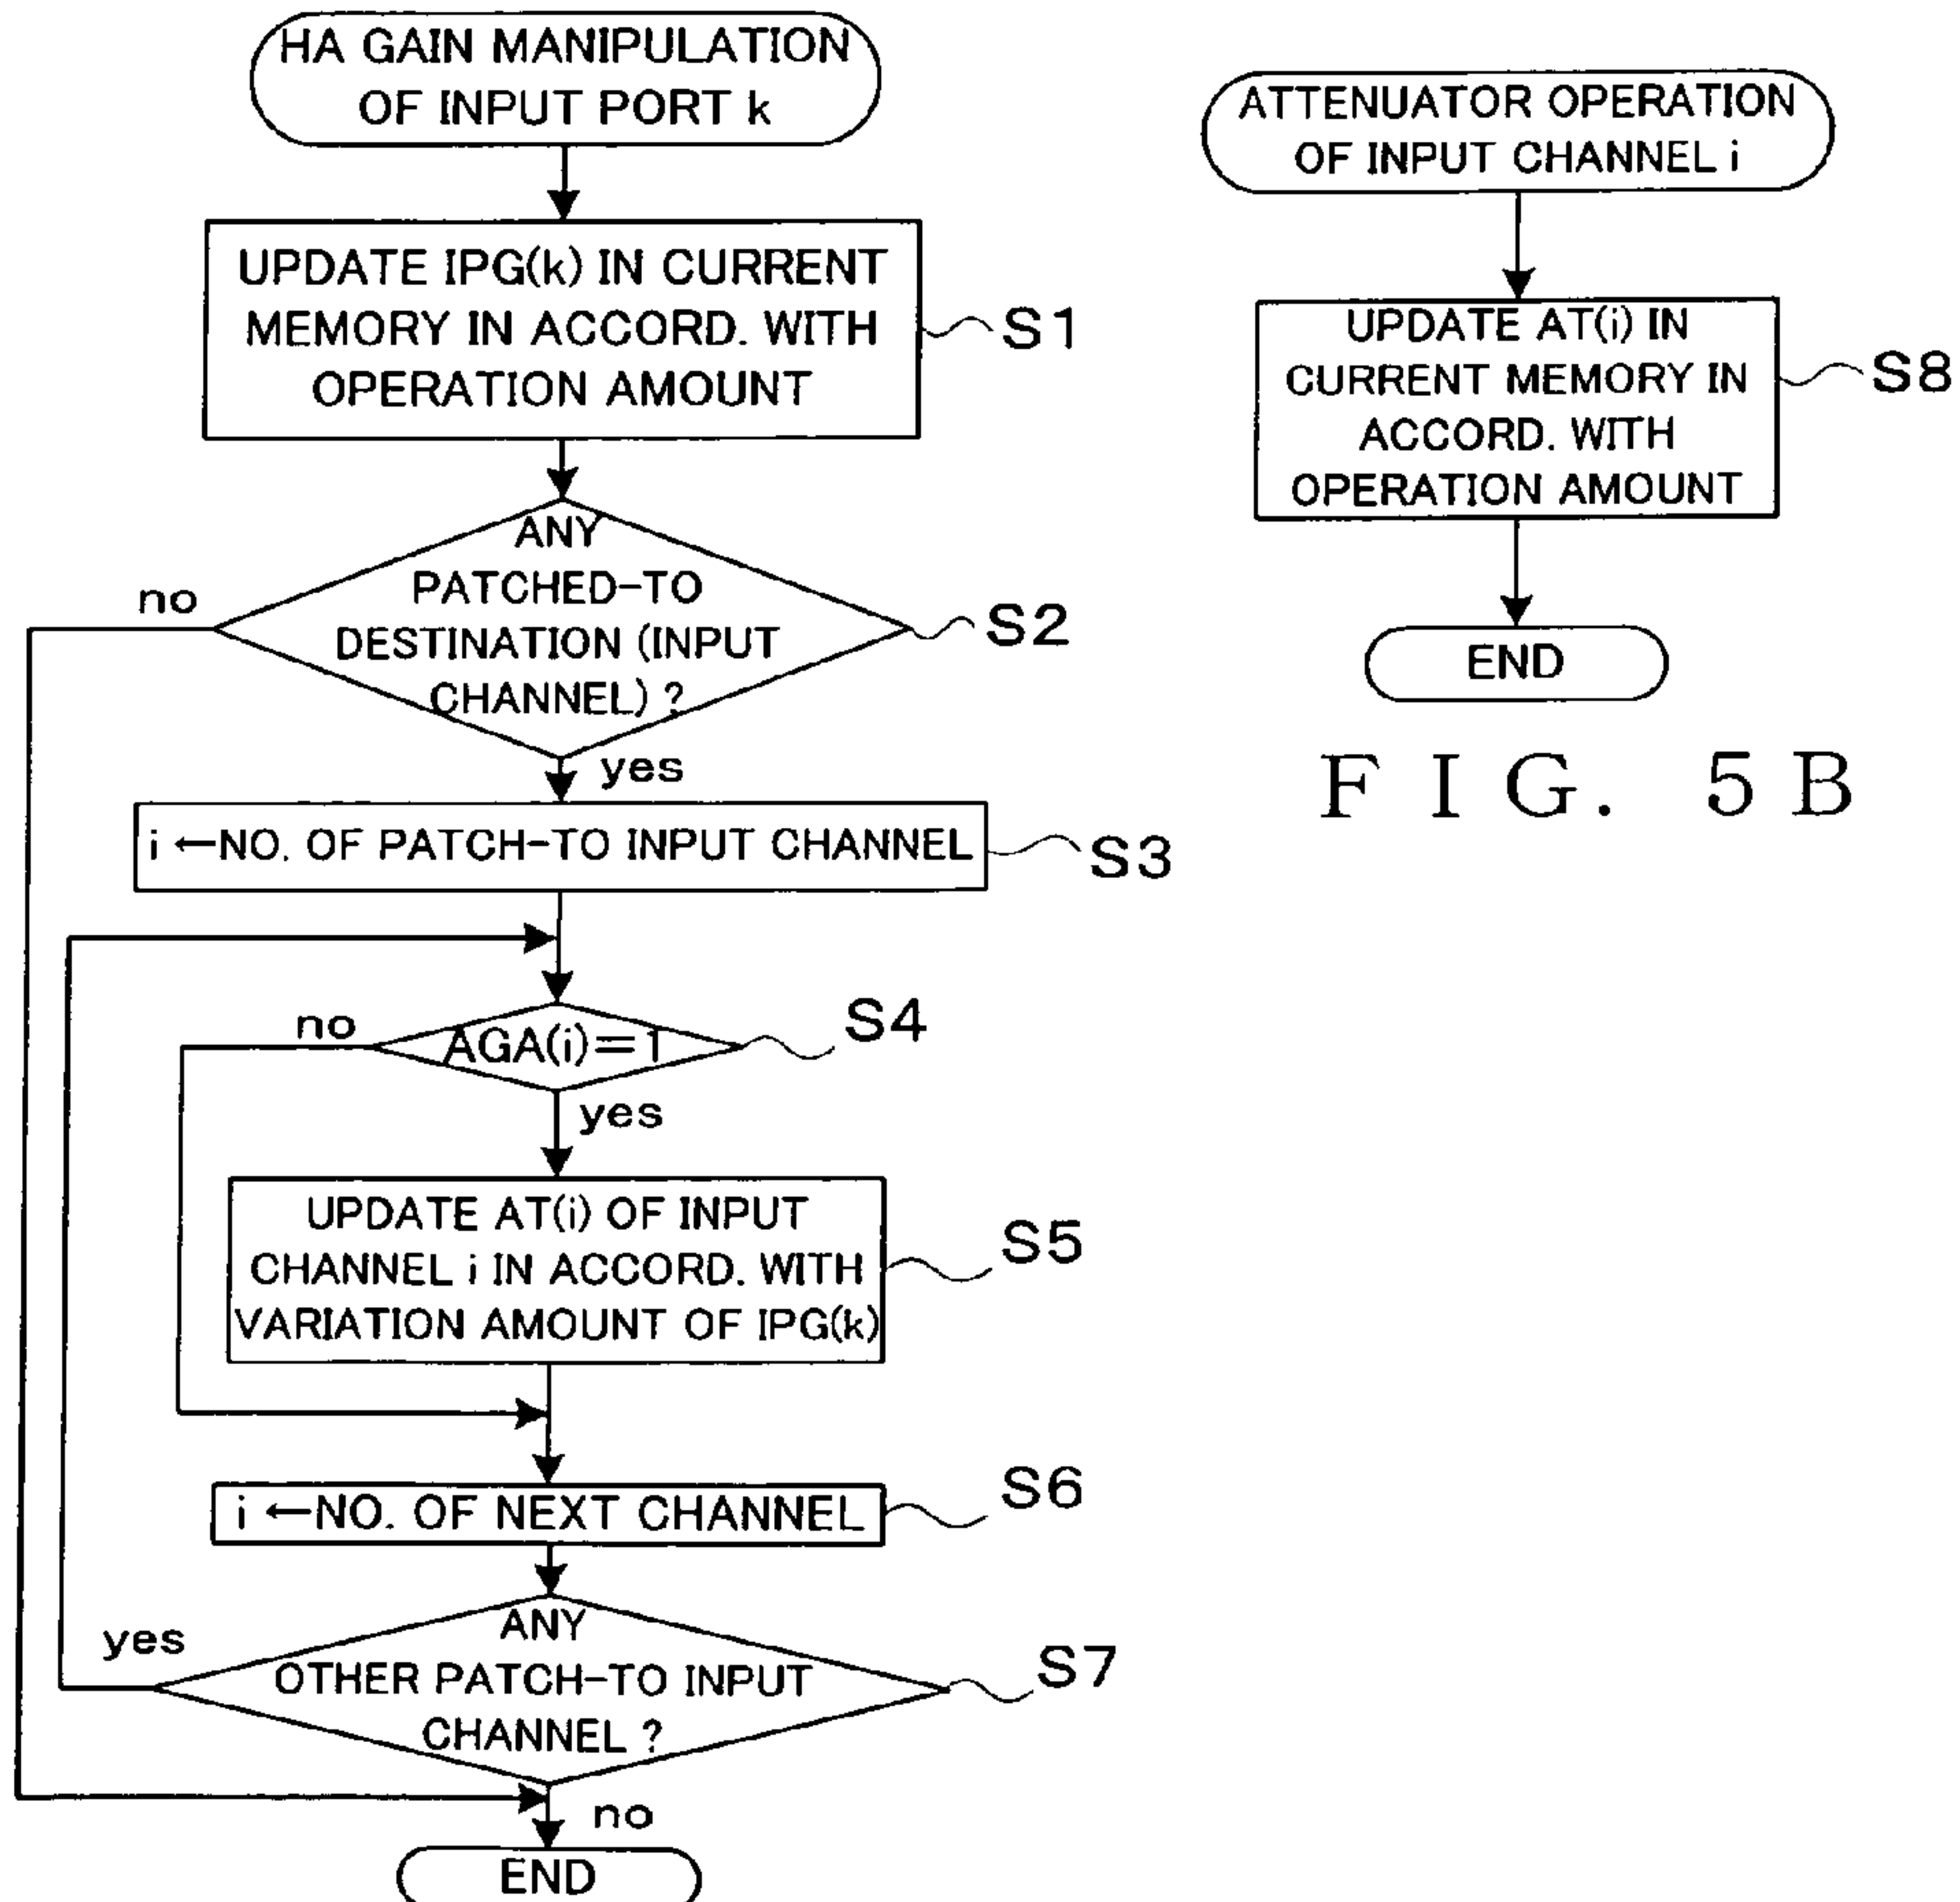 HA GAIN MANIPULATION
OF INPUT PORT k
UPDATE IPG(k) IN CURRENT
MEMORY IN ACCORD. WITH
OPERATION AMOUNT
S1
ANY
PATCHED-TO
DESTINATION (INPUT
CHANNEL) ?
S2
no
yes
i ←NO. OF PATCH-TO INPUT CHANNEL
S3
AGA(i)=1
S4
no
yes
UPDATE AT(i) OF INPUT
CHANNEL i IN ACCORD. WITH
VARIATION AMOUNT OF IPG(k)
S5
i ←NO. OF NEXT CHANNEL
S6
ANY
OTHER PATCH-TO INPUT
CHANNEL ?
S7
yes
no
END
ATTENUATOR OPERATION
OF INPUT CHANNEL i
UPDATE AT(i) IN
CURRENT MEMORY IN
ACCORD. WITH
OPERATION AMOUNT
S8
END
FIG. 5B